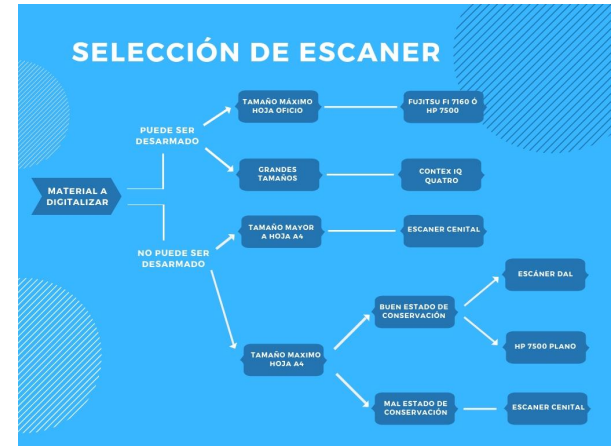 SELECCIÓN DE ESCANER
TAMAÑO MÁXIMO
HOJA OFICIO
FUJITSU FI 7160 Ó
HP 7500
PUEDE SER
DESARMADO
GRANDES
TAMAÑOS
CONTEX IQ
QUATRO
MATERIAL A
DIGITALIZAR
TAMAÑO MAYOR
A HOJA A4
ESCANER CENITAL
NO PUEDE SER
DESARMADO
ESCÁNER DAL
BUEN ESTADO DE
CONSERVACIÓN
HP 7500 PLANO
TAMAÑO MAXIMO
HOJA A4
MAL ESTADO DE
CONSERVACIÓN
ESCANER CENITAL